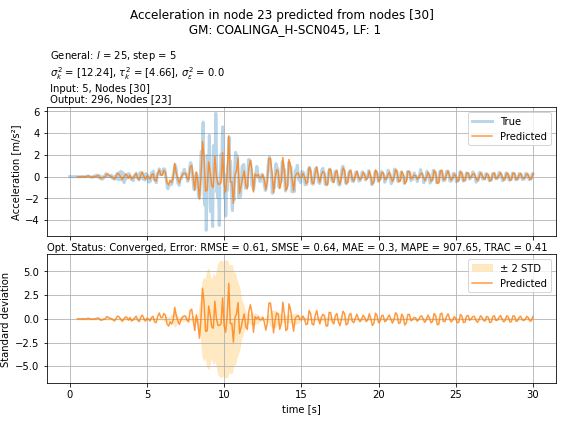 Acceleration in node 23 predicted from nodes [30]
GM: COALINGA_H-SCN045, LF: 1
General: l = 25, step = 5
σ²ₖ = [12.24], τ²ₖ = [4.66], σ²ε = 0.0
Input: 5, Nodes [30]
Output: 296, Nodes [23]
Acceleration [m/s²]
6
4
2
0
−2
−4
True
Predicted
Opt. Status: Converged, Error: RMSE = 0.61, SMSE = 0.64, MAE = 0.3, MAPE = 907.65, TRAC = 0.41
Standard deviation
5.0
2.5
0.0
−2.5
−5.0
± 2 STD
Predicted
0 5 10 15 20 25 30
time [s]